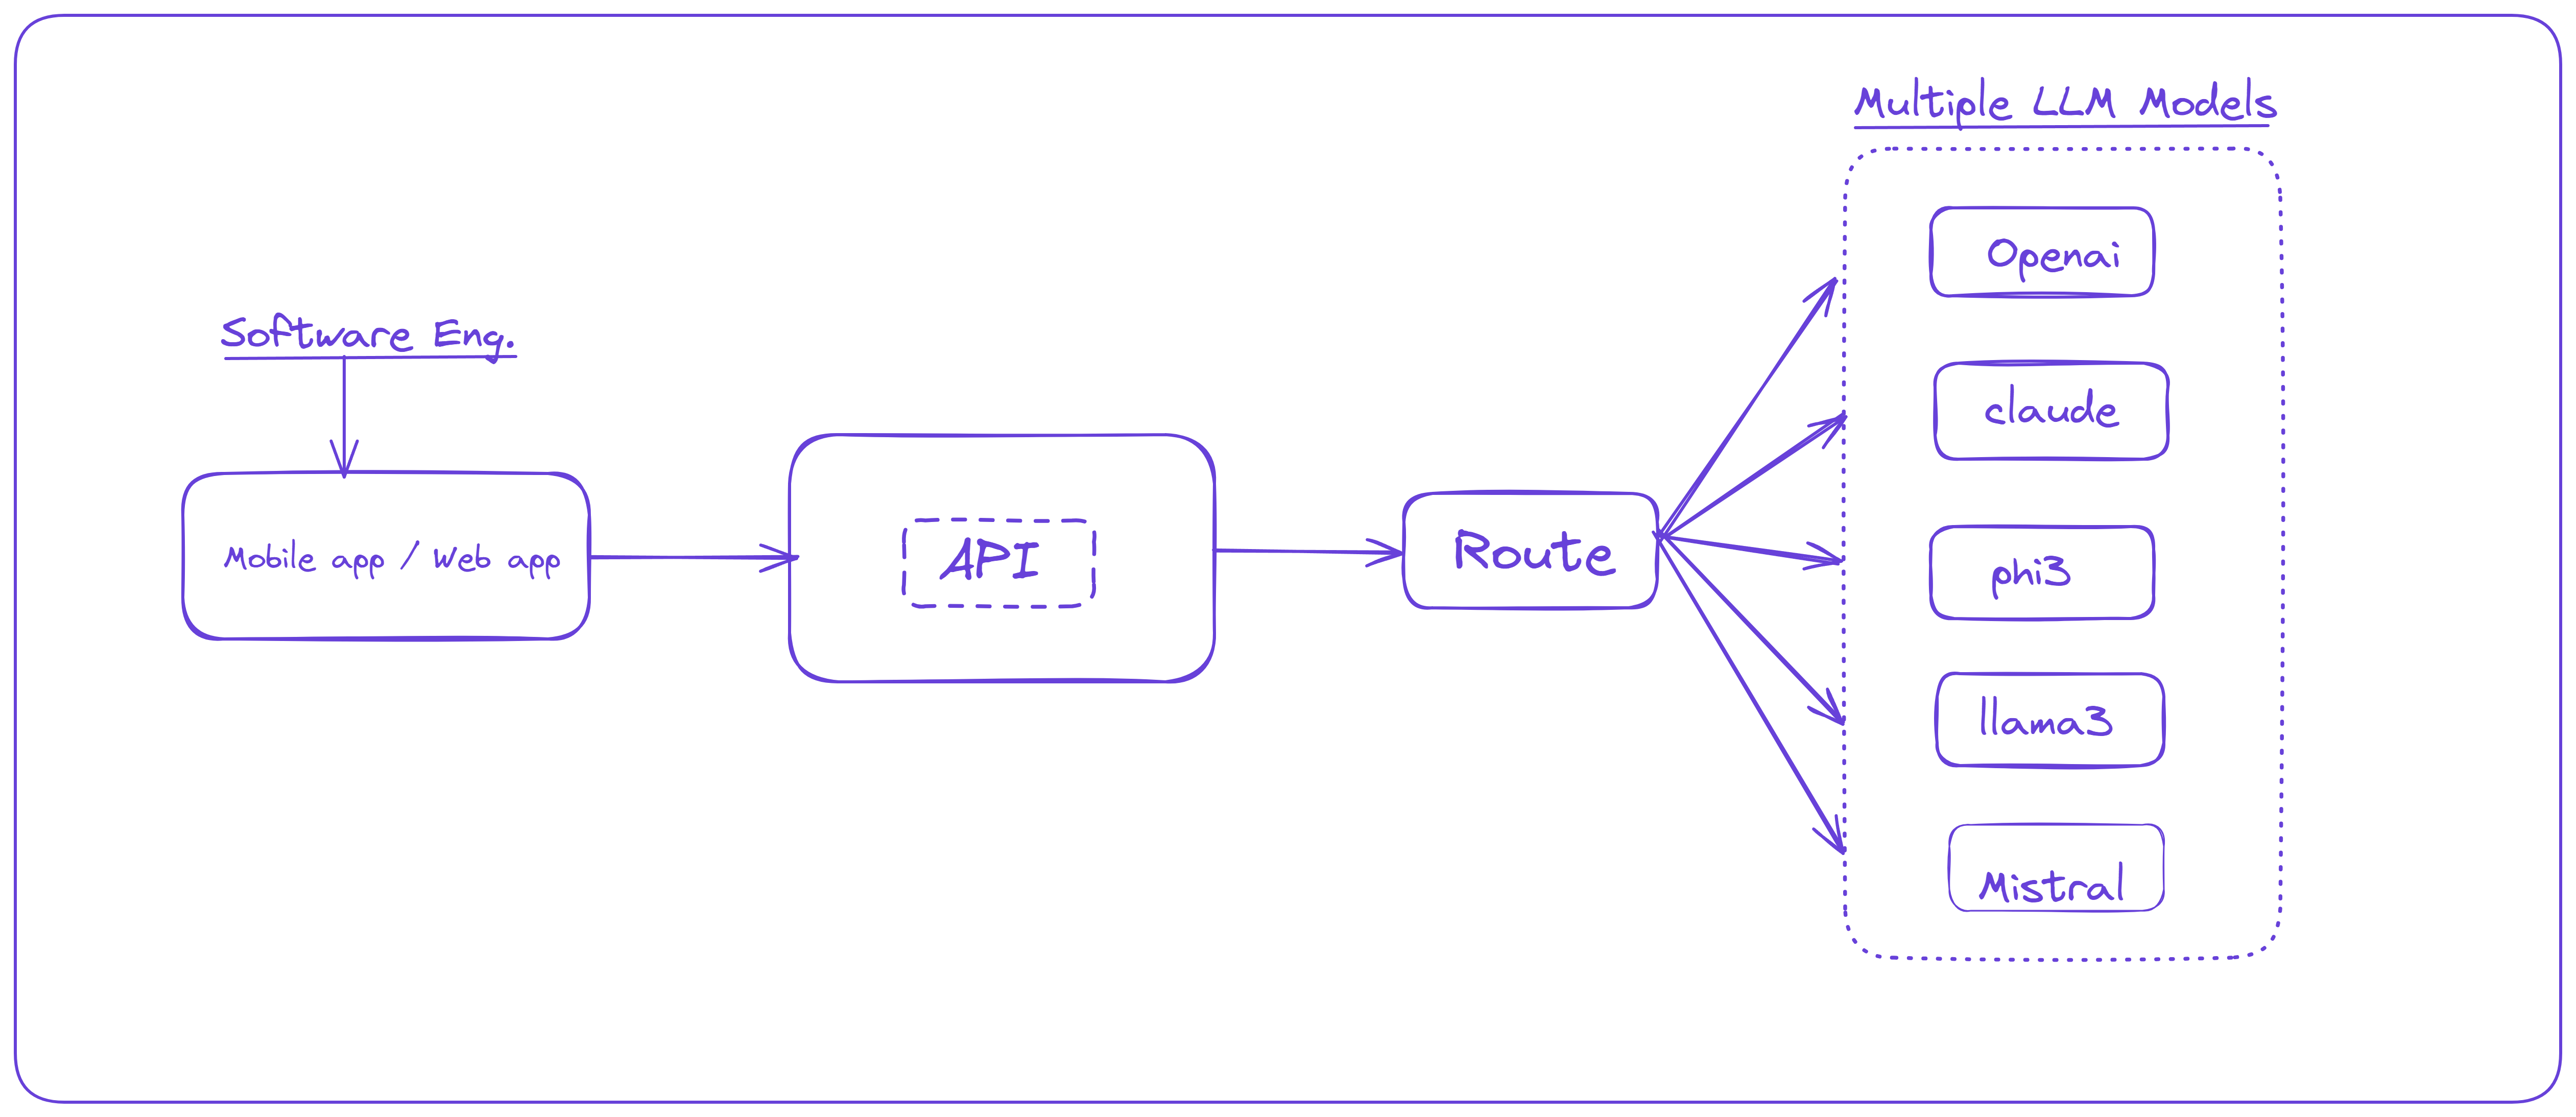 Multiple LLM Models
Openai
Software Eng.
claude
Mobile app / Web app
API
Route
phi3
llama3
Mistral